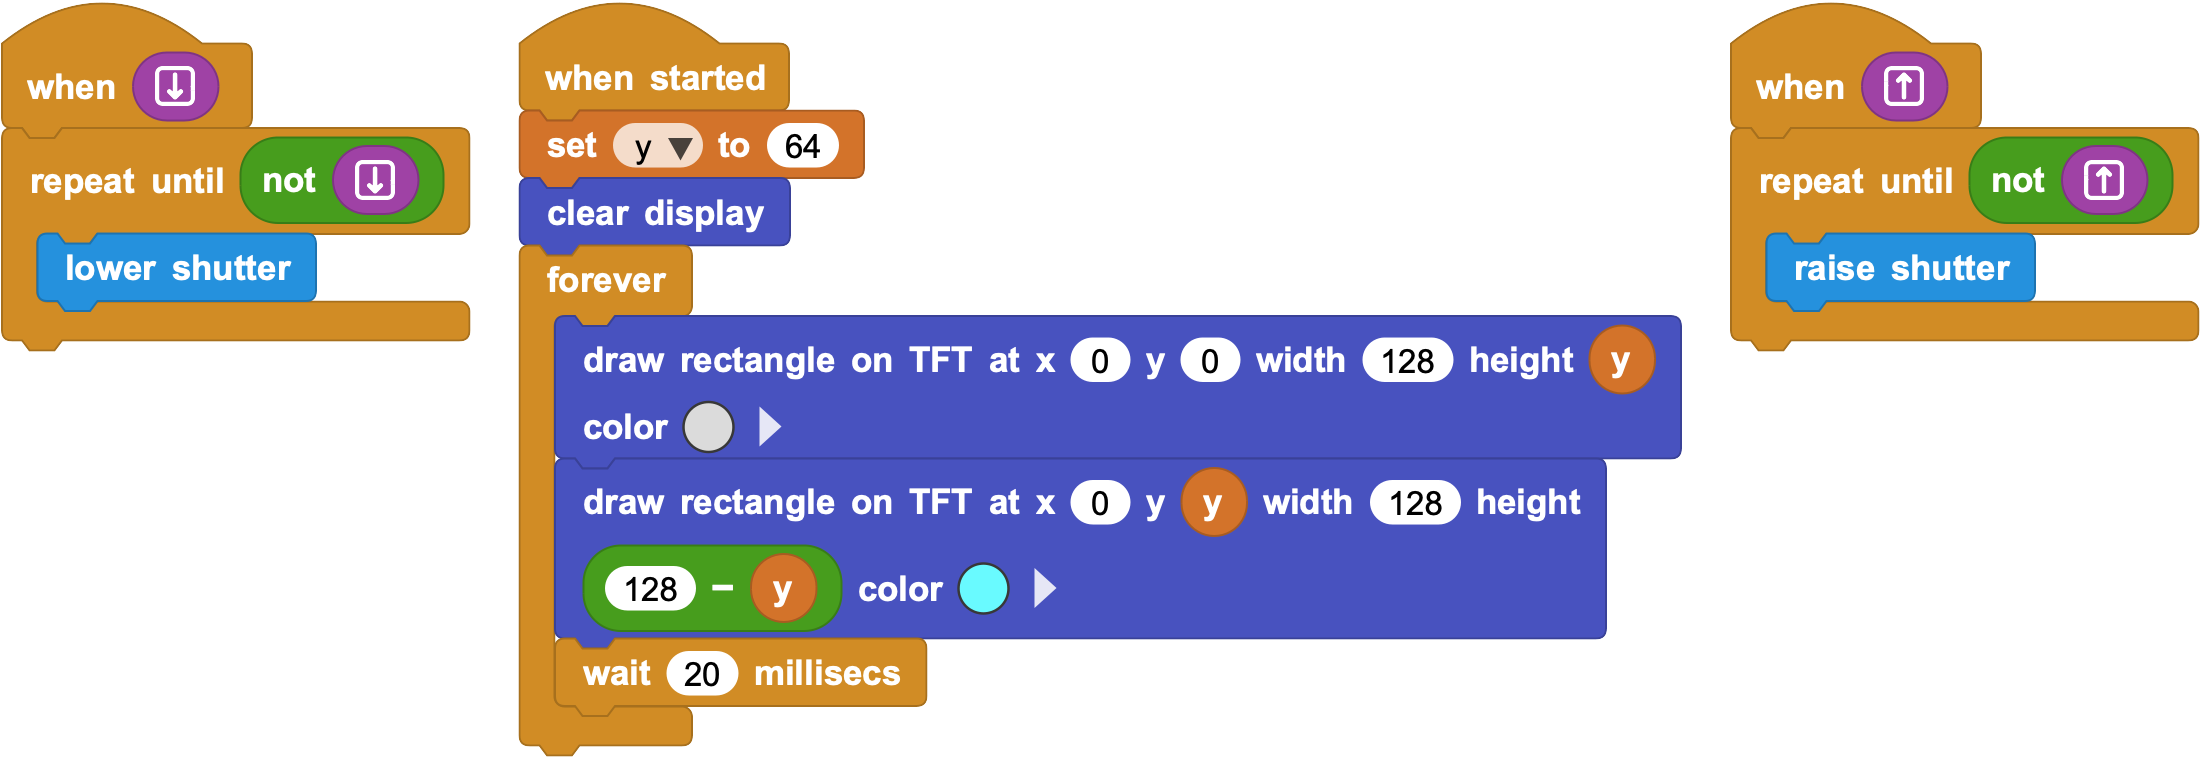 when ↓
repeat until not ↓
lower shutter
when started
set y ▼ to 64
clear display
forever
draw rectangle on TFT at x 0 y 0 width 128 height y
color
draw rectangle on TFT at x 0 y y width 128 height
128 − y color
wait 20 millisecs
when ↑
repeat until not ↑
raise shutter